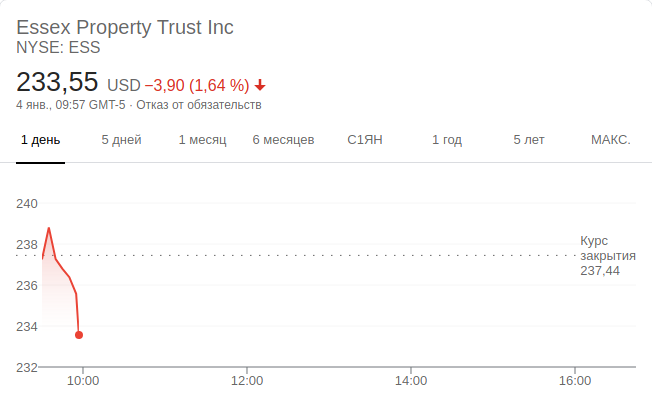 Essex Property Trust Inc
NYSE: ESS
233,55 USD −3,90 (1,64 %)
4 янв., 09:57 GMT-5 · Отказ от обязательств
1 день 5 дней 1 месяц 6 месяцев С1ЯН 1 год 5 лет МАКС.
240
238
236
234
232
Курс
закрытия
237,44
10:00 12:00 14:00 16:00